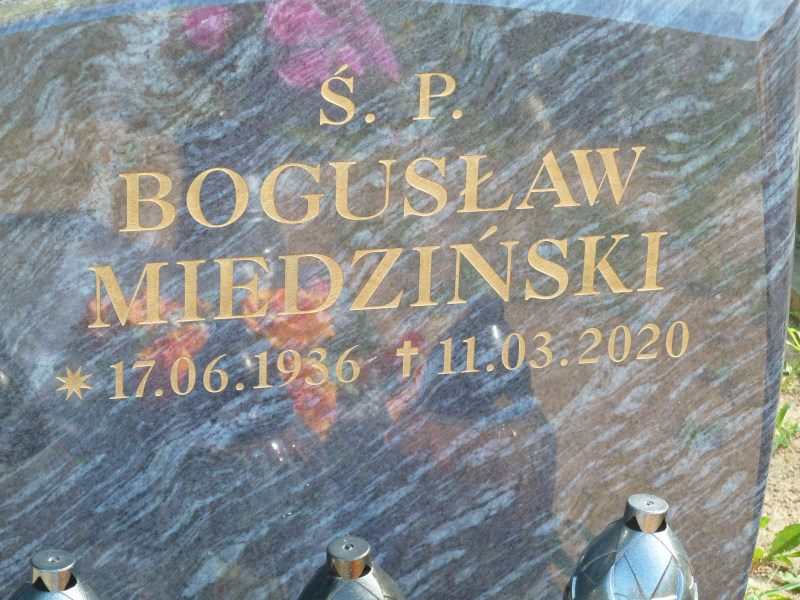 Ś. P.
BOGUSŁAW
MIEDZIŃSKI
* 17.06.1936 † 11.03.2020